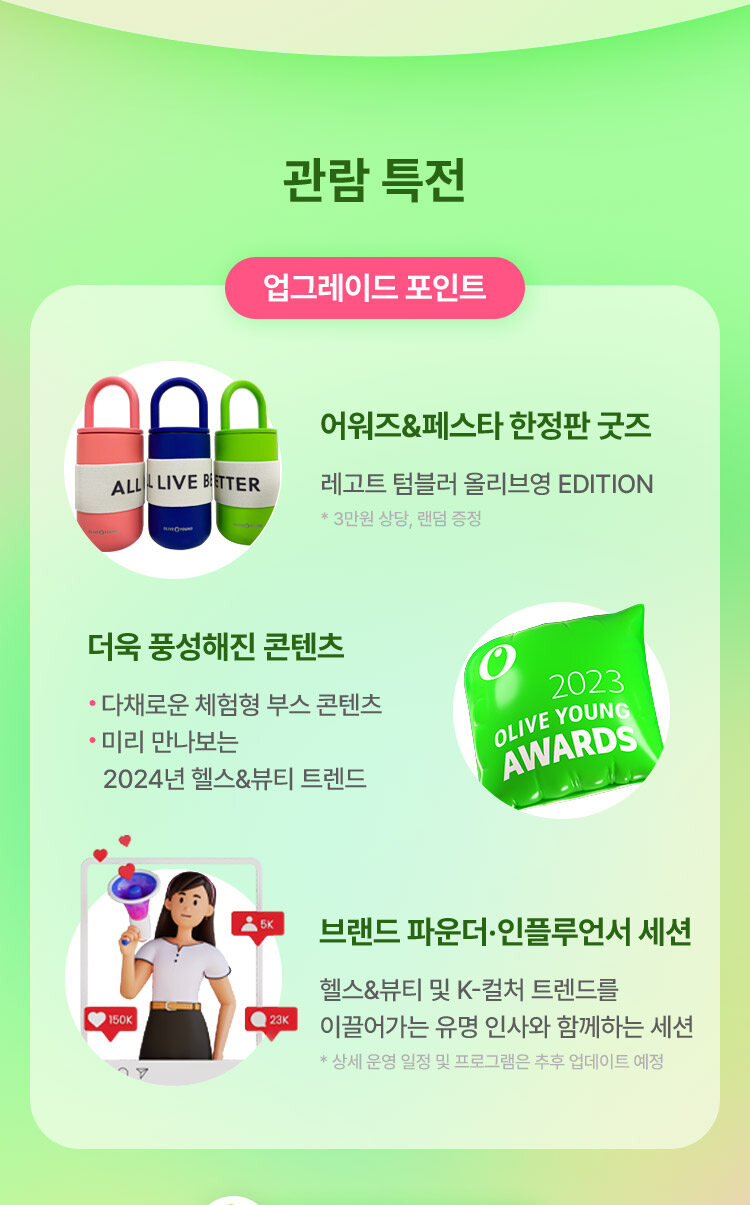 관람 특전
업그레이드 포인트
ALL L LIVE BE ETTER
OLIVE YOUNG
어워즈&페스타 한정판 굿즈
레고트 텀블러 올리브영 EDITION
* 3만원 상당, 랜덤 증정
더욱 풍성해진 콘텐츠
• 다채로운 체험형 부스 콘텐츠
• 미리 만나보는
2024년 헬스&뷰티 트렌드
2023
OLIVE YOUNG
AWARDS
5K
150K
23K
브랜드 파운더·인플루언서 세션
헬스&뷰티 및 K-컬처 트렌드를
이끌어가는 유명 인사와 함께하는 세션
* 상세 운영 일정 및 프로그램은 추후 업데이트 예정